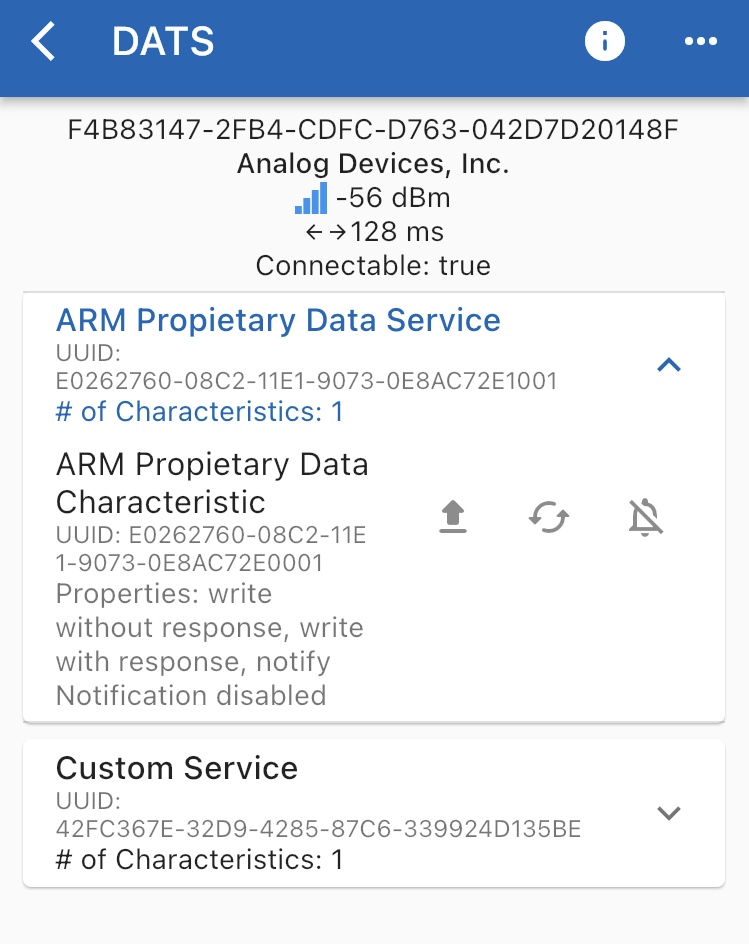 DATS
F4B83147-2FB4-CDFC-D763-042D7D20148F
Analog Devices, Inc.
-56 dBm
←→128 ms
Connectable: true
ARM Propietary Data Service
UUID:
E0262760-08C2-11E1-9073-0E8AC72E1001
# of Characteristics: 1
ARM Propietary Data
Characteristic
UUID: E0262760-08C2-11E
1-9073-0E8AC72E0001
Properties: write
without response, write
with response, notify
Notification disabled
Custom Service
UUID:
42FC367E-32D9-4285-87C6-339924D135BE
# of Characteristics: 1